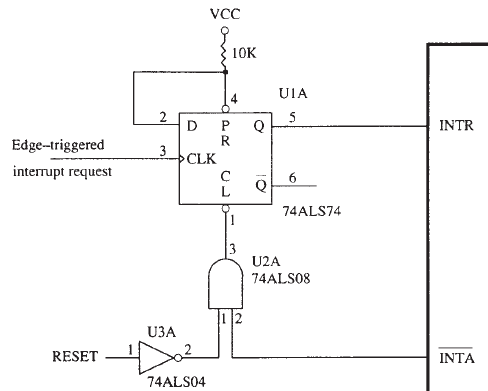 VCC
10K
U1A
4
2 D P R Q 5 INTR
Edge-triggered
interrupt request
3 CLK
C L Q̅ 6
74ALS74
1
3
U2A
74ALS08
1 2
U3A
RESET 1 2 I̅N̅T̅A̅
74ALS04